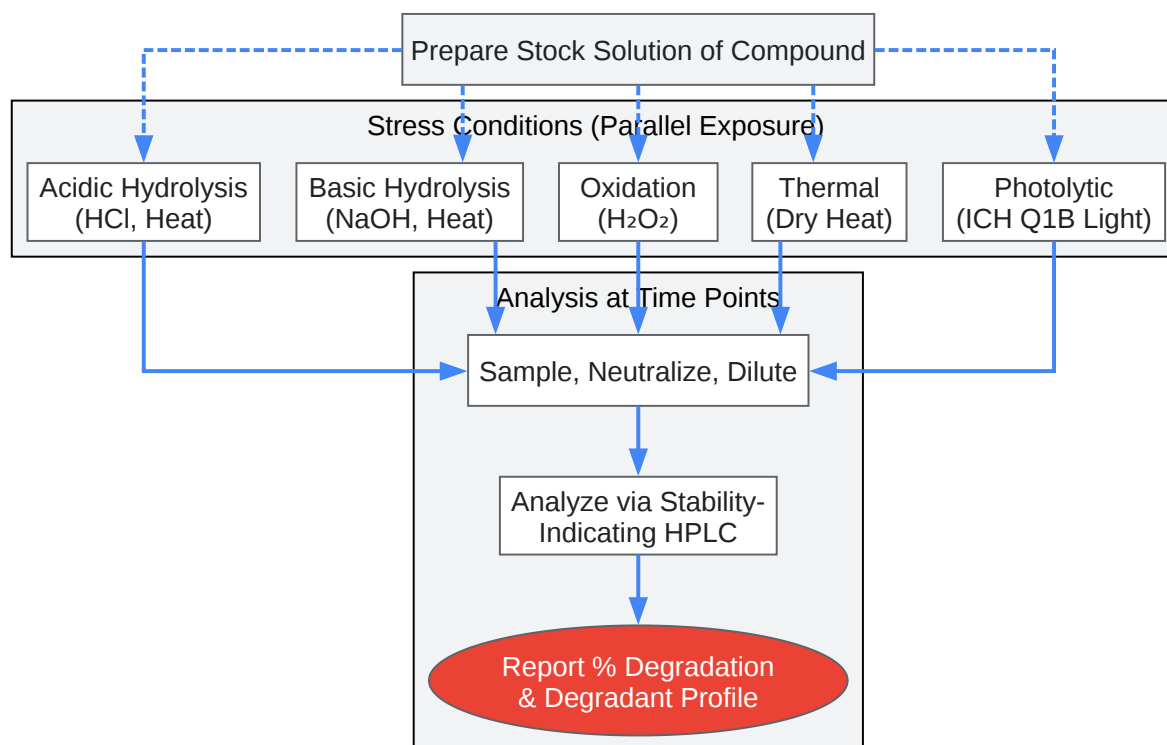 Prepare Stock Solution of Compound
Stress Conditions (Parallel Exposure)
Acidic Hydrolysis
(HCl, Heat)
Basic Hydrolysis
(NaOH, Heat)
Oxidation
(H₂O₂)
Thermal
(Dry Heat)
Photolytic
(ICH Q1B Light)
Analysis at Time Points
Sample, Neutralize, Dilute
Analyze via Stability-
Indicating HPLC
Report % Degradation
& Degradant Profile